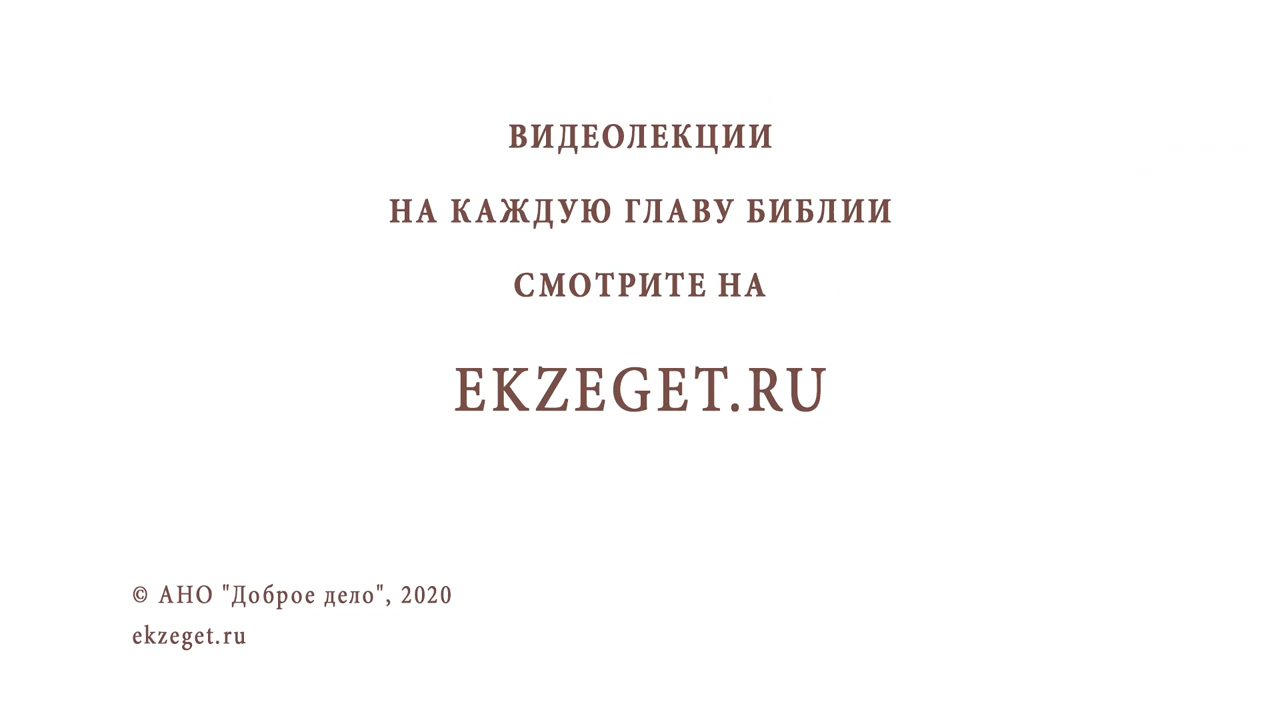 ВИДЕОЛЕКЦИИ
НА КАЖДУЮ ГЛАВУ БИБЛИИ
СМОТРИТЕ НА
EKZEGET.RU
© АНО "Доброе дело", 2020
ekzeget.ru